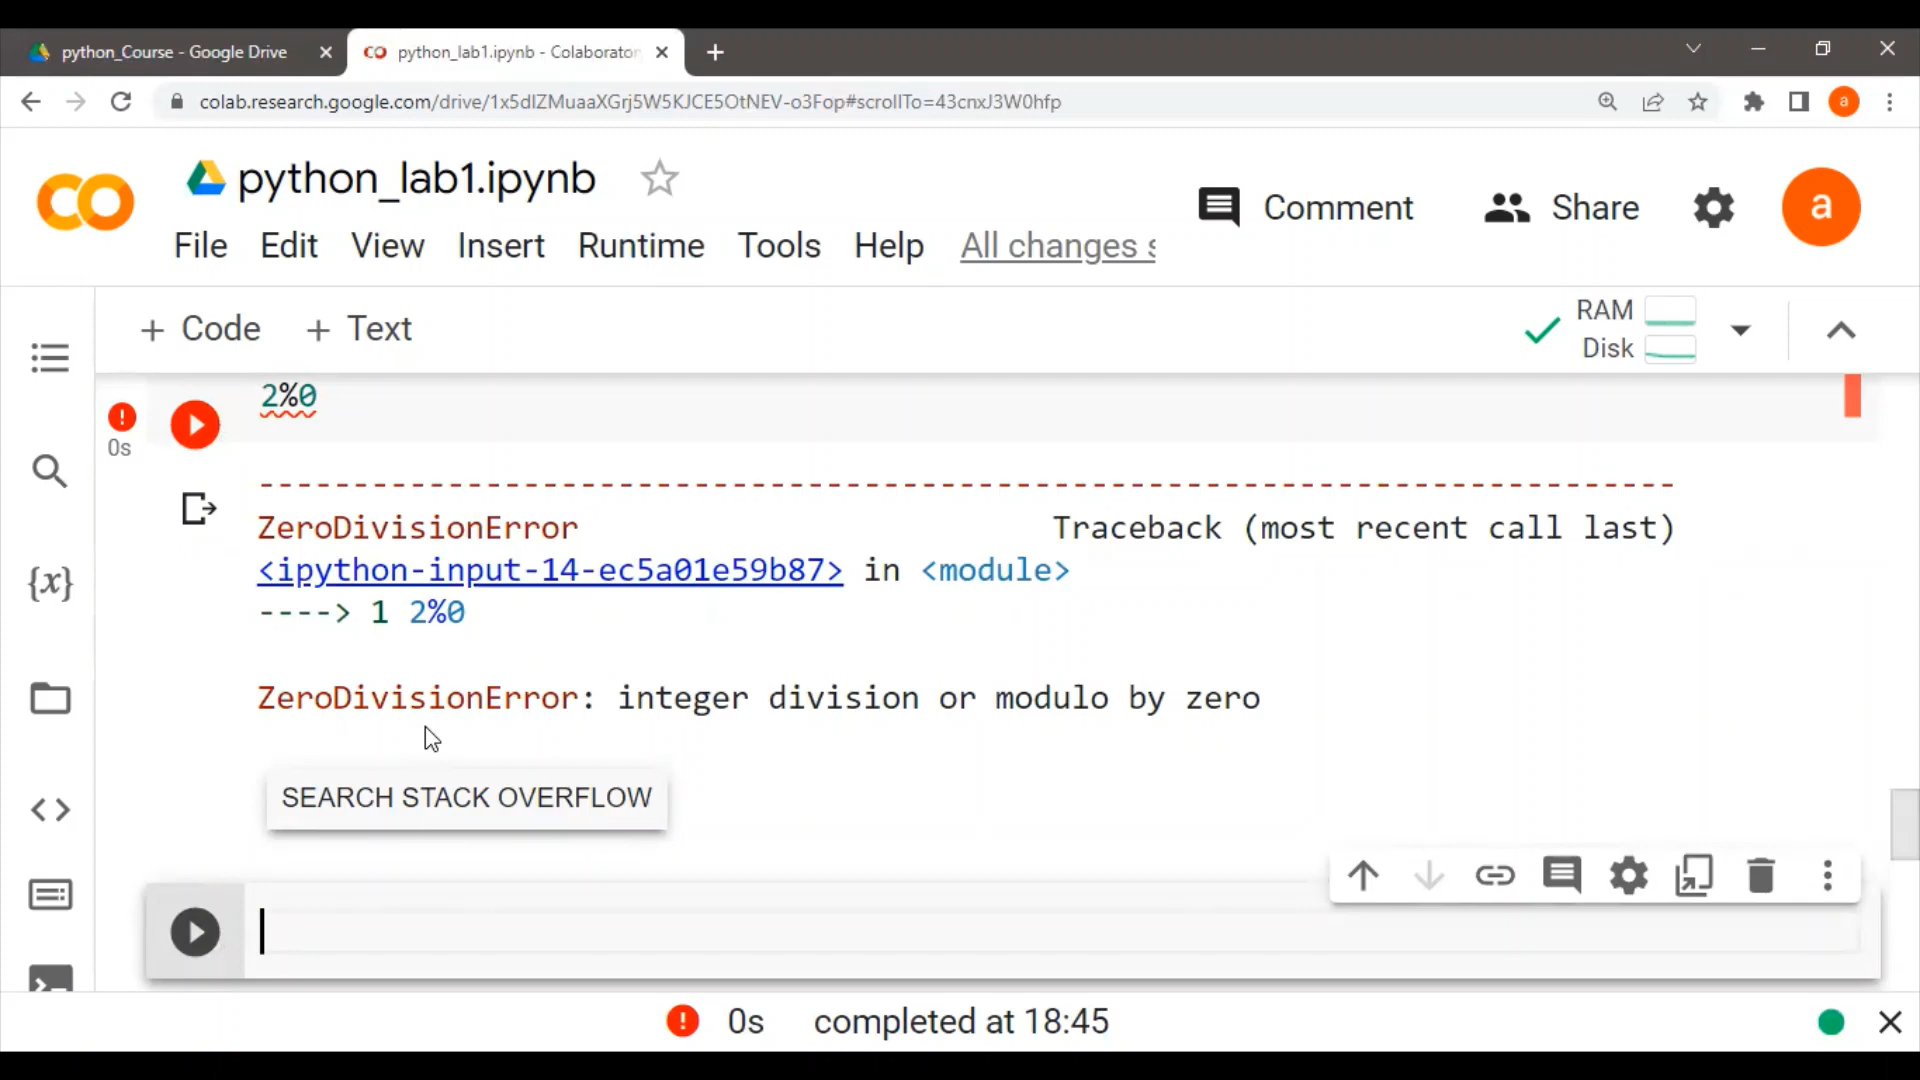 python_Course - Google Drive
python_lab1.ipynb - Colaborator
colab.research.google.com/drive/1x5dlZMuaaXGrj5W5KJCE5OtNEV-o3Fop#scrollTo=43cnxJ3W0hfp
a
python_lab1.ipynb
Comment
Share
a
File Edit View Insert Runtime Tools Help All changes s
+ Code + Text
RAM
Disk
2%0
0s
---------------------------------------------------------------------------
ZeroDivisionError Traceback (most recent call last)
<ipython-input-14-ec5a01e59b87> in <module>
----> 1 2%0
ZeroDivisionError: integer division or modulo by zero
SEARCH STACK OVERFLOW
0s completed at 18:45